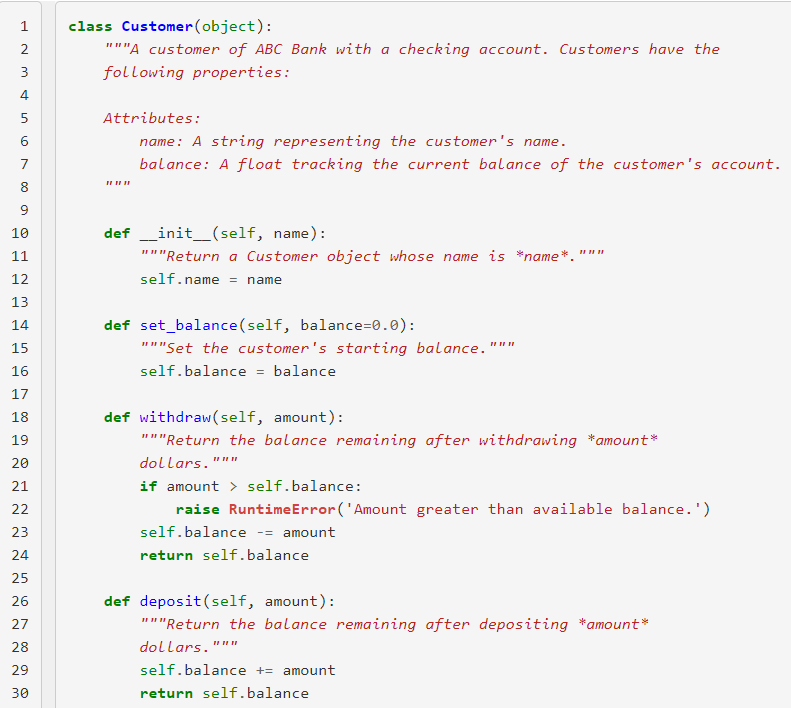 1 class Customer(object):
2     """A customer of ABC Bank with a checking account. Customers have the
3     following properties:
4
5     Attributes:
6         name: A string representing the customer's name.
7         balance: A float tracking the current balance of the customer's account.
8     """
9
10     def __init__(self, name):
11         """Return a Customer object whose name is *name*."""
12         self.name = name
13
14     def set_balance(self, balance=0.0):
15         """Set the customer's starting balance."""
16         self.balance = balance
17
18     def withdraw(self, amount):
19         """Return the balance remaining after withdrawing *amount*
20         dollars."""
21         if amount > self.balance:
22             raise RuntimeError('Amount greater than available balance.')
23         self.balance -= amount
24         return self.balance
25
26     def deposit(self, amount):
27         """Return the balance remaining after depositing *amount*
28         dollars."""
29         self.balance += amount
30         return self.balance